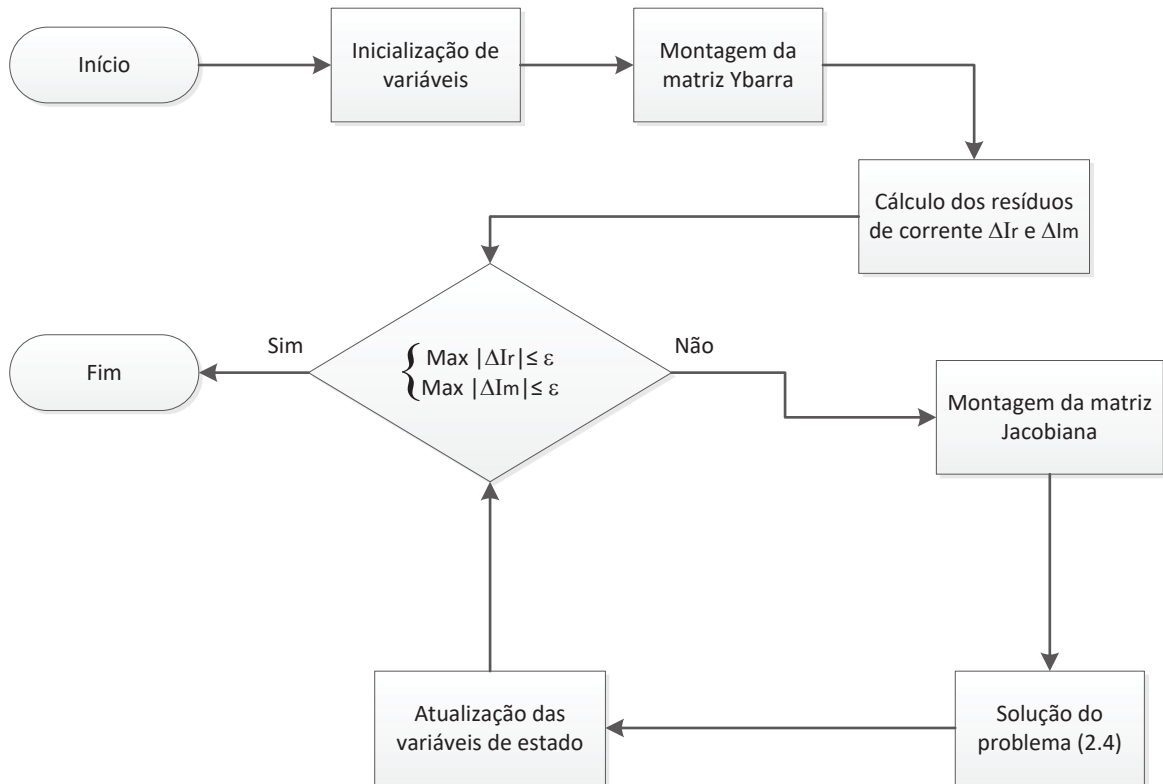 Início
Inicialização de
variáveis
Montagem da
matriz Ybarra
Cálculo dos resíduos
de corrente ΔIr e ΔIm
Sim
{ Max |ΔIr| ≤ ε
Max |ΔIm| ≤ ε
Não
Fim
Montagem da matriz
Jacobiana
Atualização das
variáveis de estado
Solução do
problema (2.4)